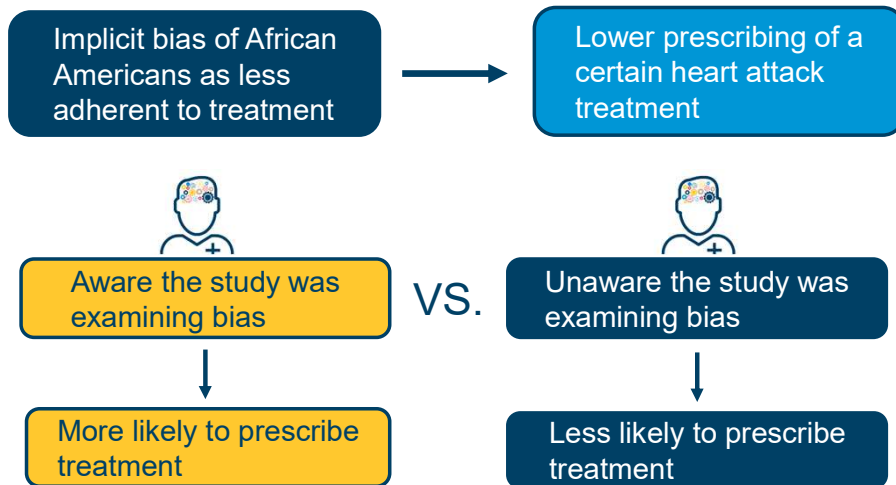 Implicit bias of African
Americans as less
adherent to treatment
Lower prescribing of a
certain heart attack
treatment
Aware the study was
examining bias
VS.
Unaware the study was
examining bias
More likely to prescribe
treatment
Less likely to prescribe
treatment